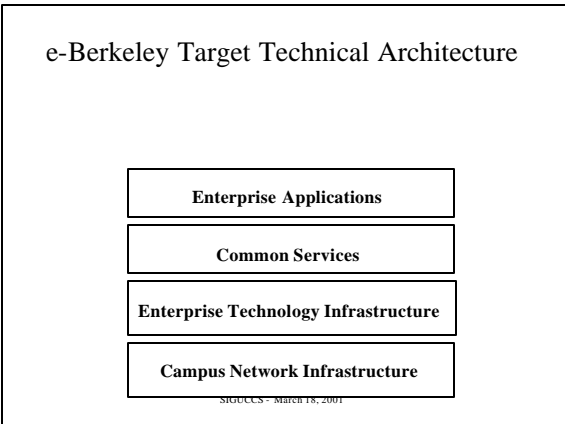 e-Berkeley Target Technical Architecture
Enterprise Applications
Common Services
Enterprise Technology Infrastructure
Campus Network Infrastructure
SIGUCCS - March 18, 2001